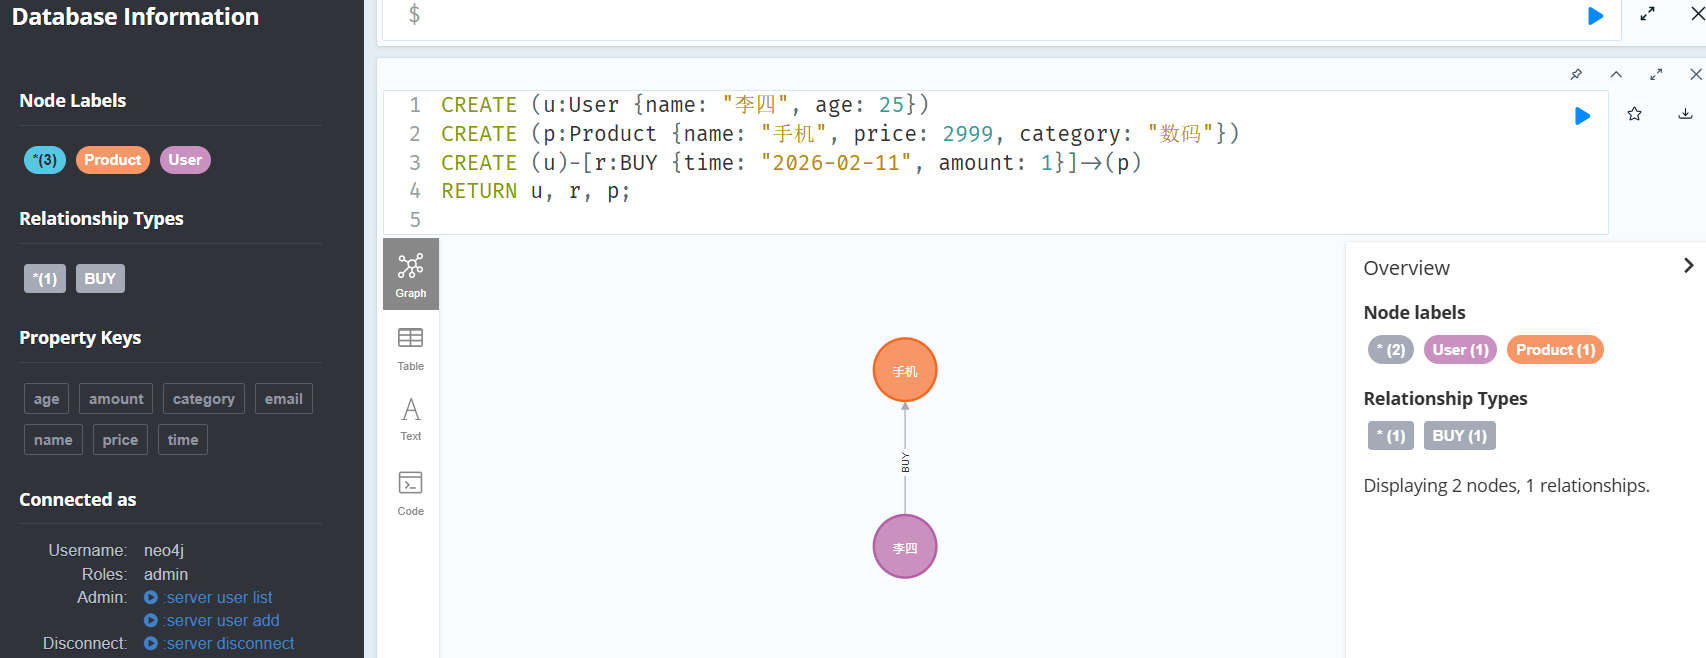 Database Information
Node Labels
*(3) Product User
Relationship Types
*(1) BUY
Property Keys
age amount category email
name price time
Connected as
Username: neo4j
Roles: admin
Admin: :server user list
:server user add
Disconnect: :server disconnect
$
1 CREATE (u:User {name: "李四", age: 25})
2 CREATE (p:Product {name: "手机", price: 2999, category: "数码"})
3 CREATE (u)-[r:BUY {time: "2026-02-11", amount: 1}]->(p)
4 RETURN u, r, p;
5
Graph
Table
Text
Code
手机
BUY
李四
Overview
Node labels
* (2) User (1) Product (1)
Relationship Types
* (1) BUY (1)
Displaying 2 nodes, 1 relationships.